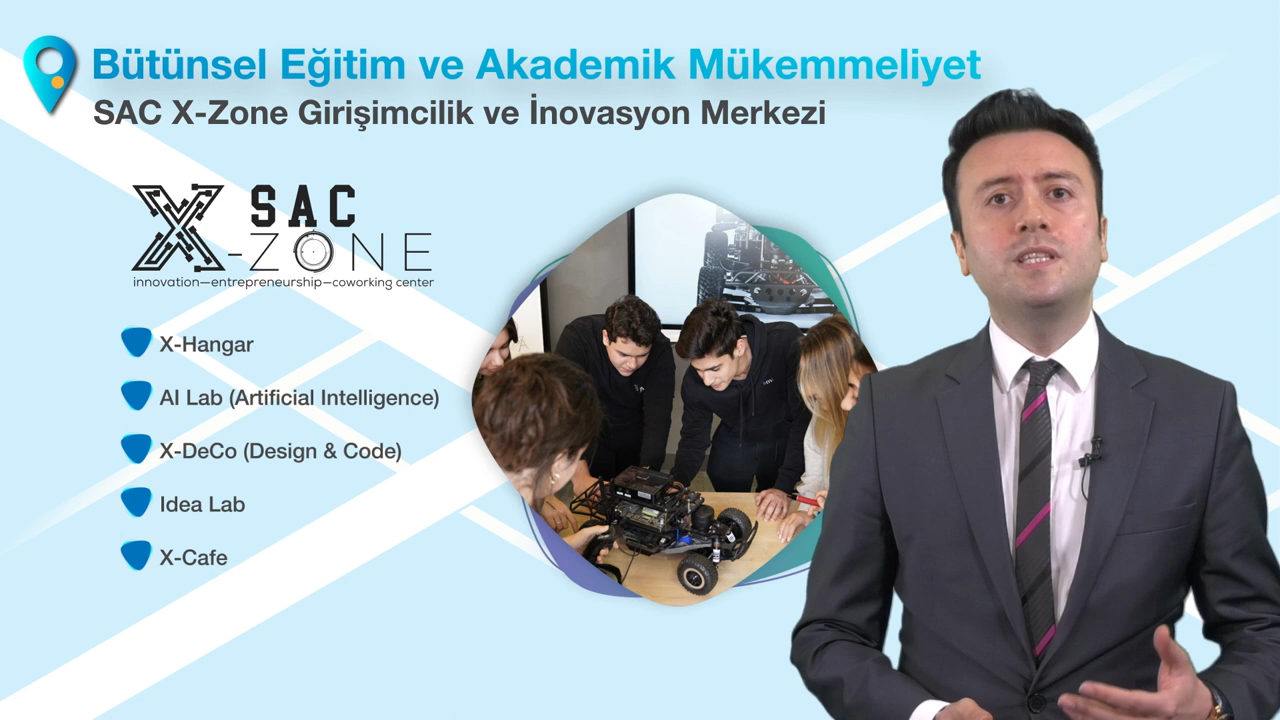 Bütünsel Eğitim ve Akademik Mükemmeliyet
SAC X-Zone Girişimcilik ve İnovasyon Merkezi
SAC
X-ZONE
innovation—entrepreneurship—coworking center
X-Hangar
AI Lab (Artificial Intelligence)
X-DeCo (Design & Code)
Idea Lab
X-Cafe